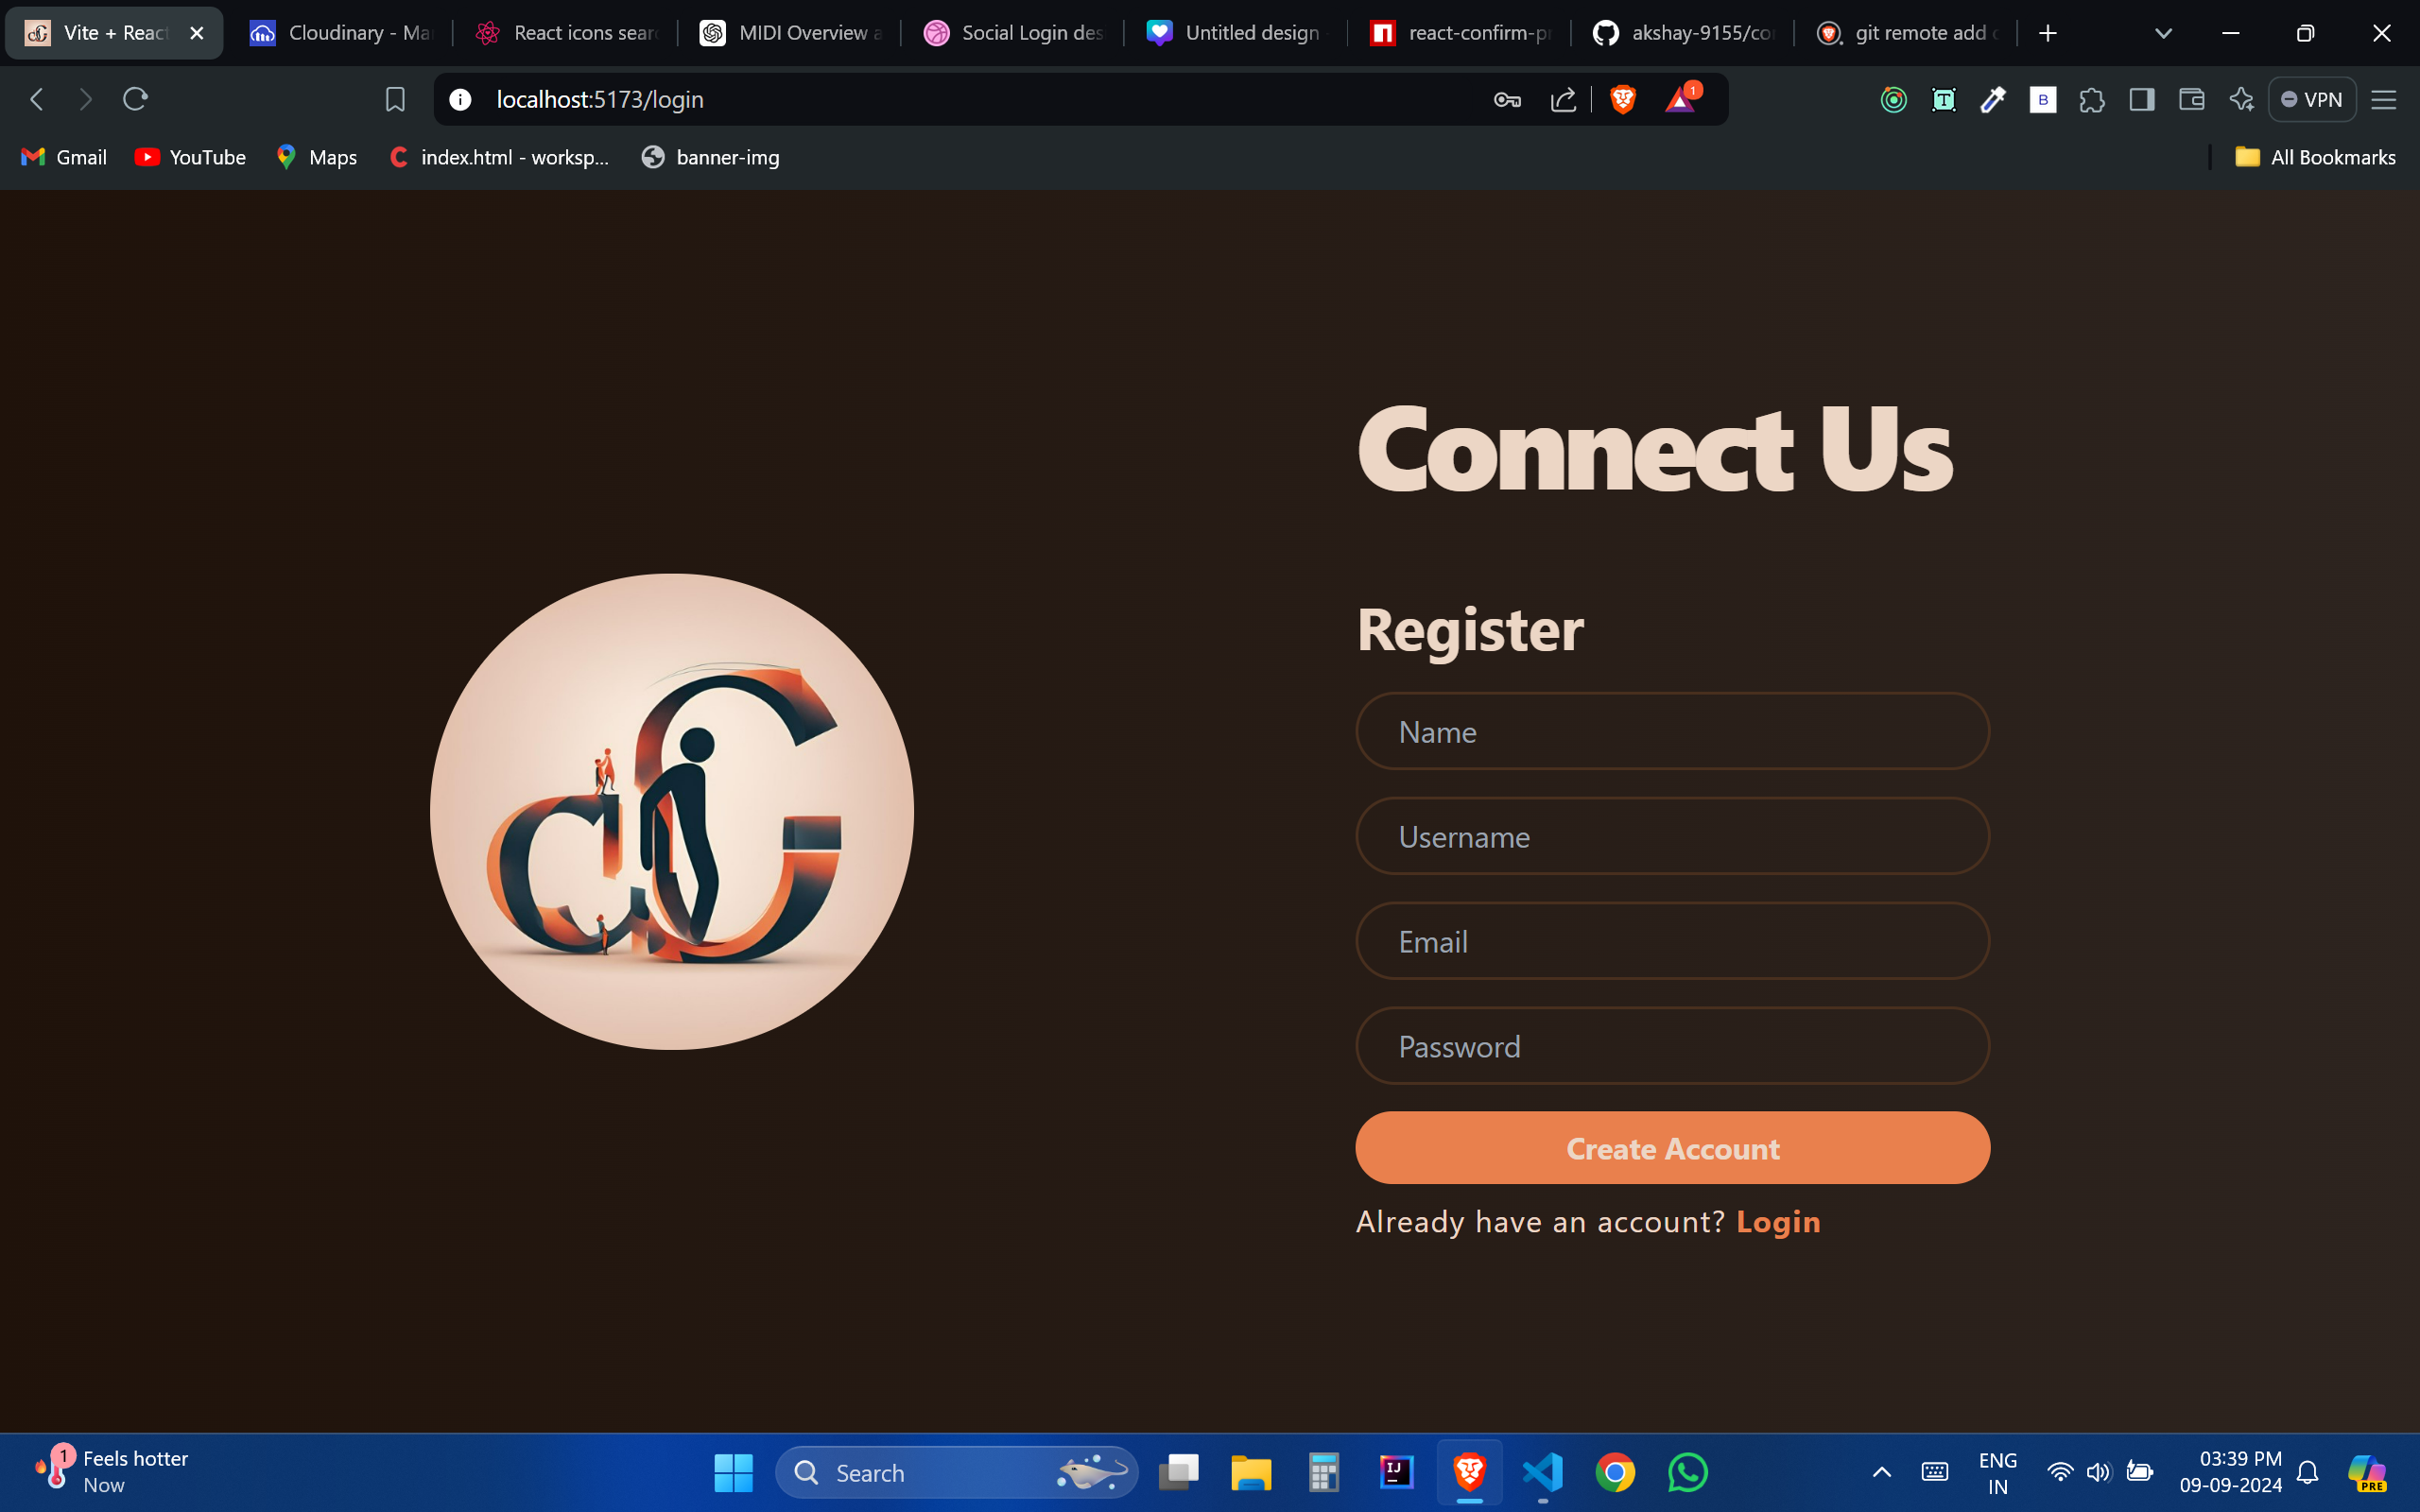 Vite + React
Cloudinary - Ma
React icons sear
MIDI Overview a
Social Login des
Untitled design
react-confirm-pr
akshay-9155/co
git remote add o
localhost:5173/login
1
B
VPN
Gmail
YouTube
Maps
index.html - worksp...
banner-img
All Bookmarks
Connect Us
Register
Name
Username
Email
Password
Create Account
Already have an account? Login
1
Feels hotter
Now
Search
IJ
ENG
IN
03:39 PM
09-09-2024
PRE